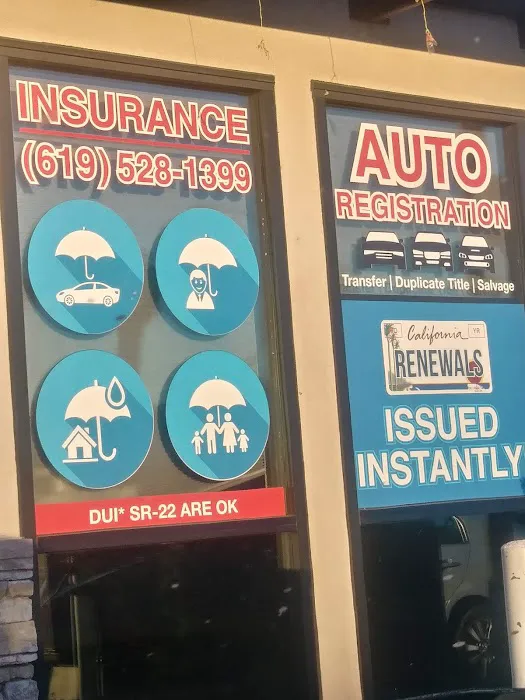 INSURANCE
(619) 528-1399
DUI* SR-22 ARE OK
AUTO
REGISTRATION
Transfer | Duplicate Title | Salvage
California
YR
RENEWALS
ISSUED
INSTANTLY